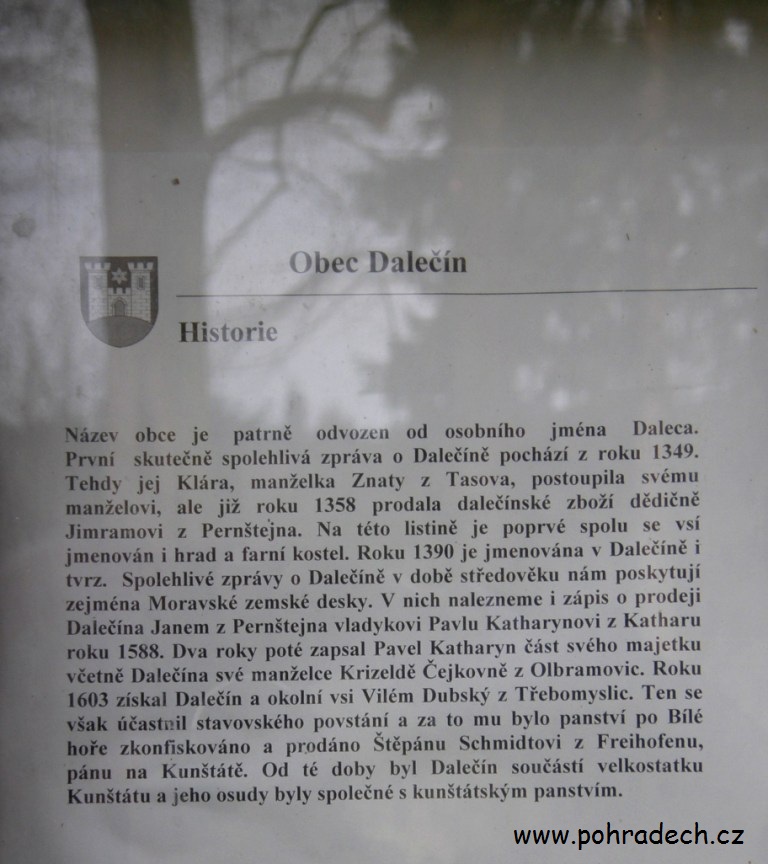 Obec Dalečín
Historie
Název obce je patrně odvozen od osobního jména Daleca.
První skutečně spolehlivá zpráva o Dalečíně pochází z roku 1349.
Tehdy jej Klára, manželka Znaty z Tasova, postoupila svému
manželovi, ale již roku 1358 prodala dalečínské zboží dědičně
Jimramovi z Pernštejna. Na této listině je poprvé spolu se vsí
jmenován i hrad a farní kostel. Roku 1390 je jmenována v Dalečíně i
tvrz. Spolehlivé zprávy o Dalečíně v době středověku nám poskytují
zejména Moravské zemské desky. V nich nalezneme i zápis o prodeji
Dalečína Janem z Pernštejna vladykovi Pavlu Katharynovi z Katharu
roku 1588. Dva roky poté zapsal Pavel Katharyn část svého majetku
včetně Dalečína své manželce Krizeldě Čejkovně z Olbramovic. Roku
1603 získal Dalečín a okolní vsi Vilém Dubský z Třebomyslic. Ten se
však účastnil stavovského povstání a za to mu bylo panství po Bílé
hoře zkonfiskováno a prodáno Štěpánu Schmidtovi z Freihofenu,
pánu na Kunštátě. Od té doby byl Dalečín součástí velkostatku
Kunštátu a jeho osudy byly společné s kunštátským panstvím.
www.pohradech.cz